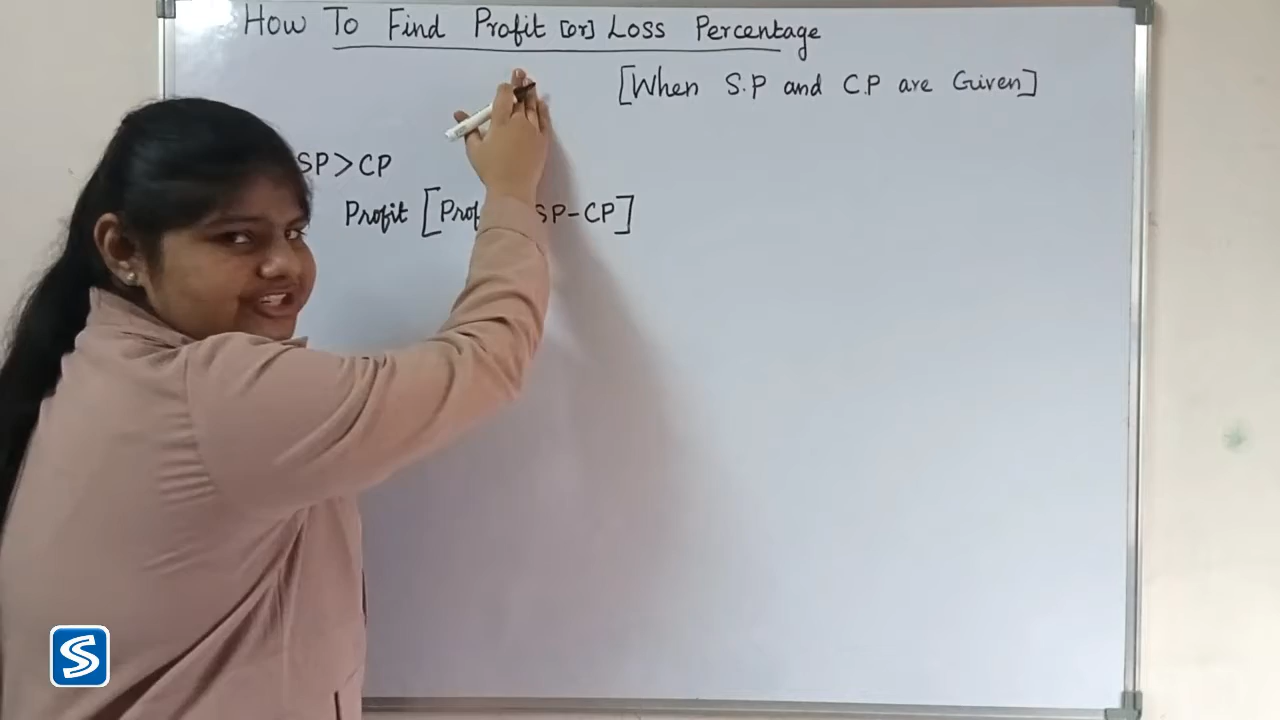 How To Find Profit [or] Loss Percentage
[When S.P and C.P are Given]
SP>CP
Profit [Prof SP-CP]
S